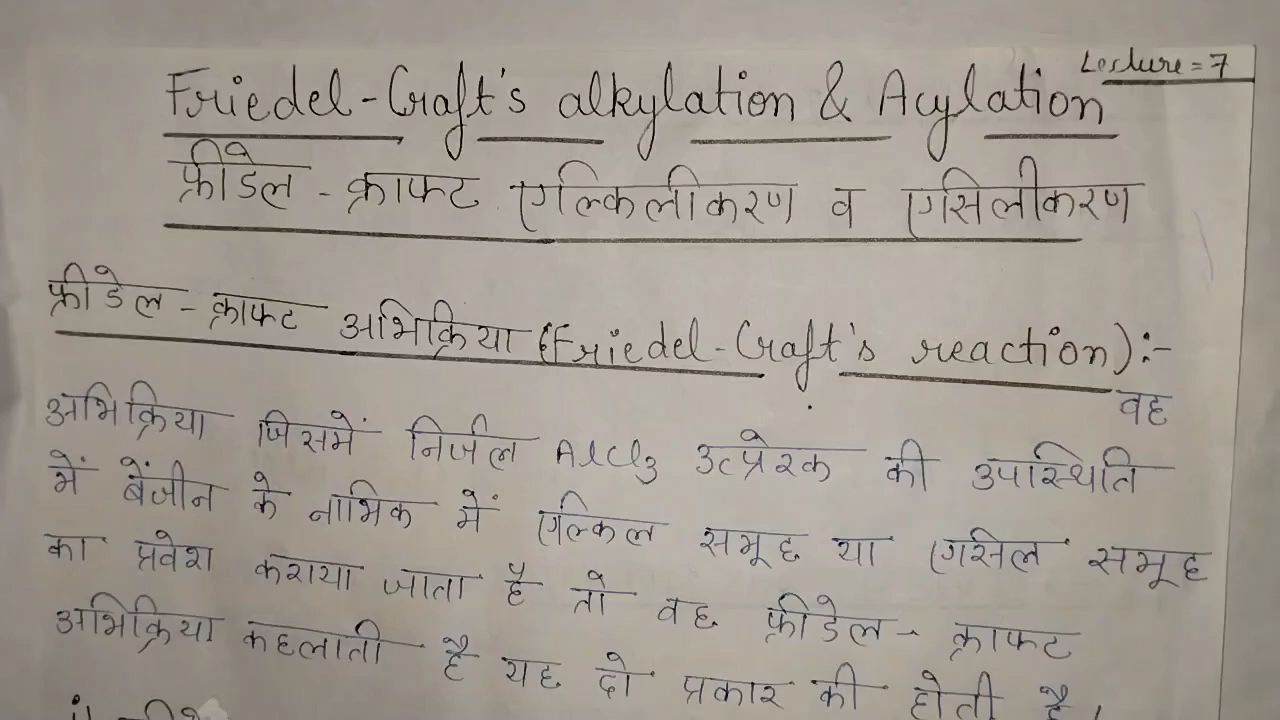 Lecture = 7
Friedel-Craft's alkylation & Acylation
फ्रीडेल - क्राफ्ट एल्किलीकरण व एसिलीकरण
फ्रीडेल - क्राफ्ट अभिक्रिया (Friedel-Craft's reaction):-
वह
अभिक्रिया जिसमें निर्जल AlCl3 उत्प्रेरक की उपस्थिति
में बेंजीन के नाभिक में एल्किल समूह या एसिल समूह
का प्रवेश कराया जाता है तो वह फ्रीडेल - क्राफ्ट
अभिक्रिया कहलाती है यह दो प्रकार की होती है।